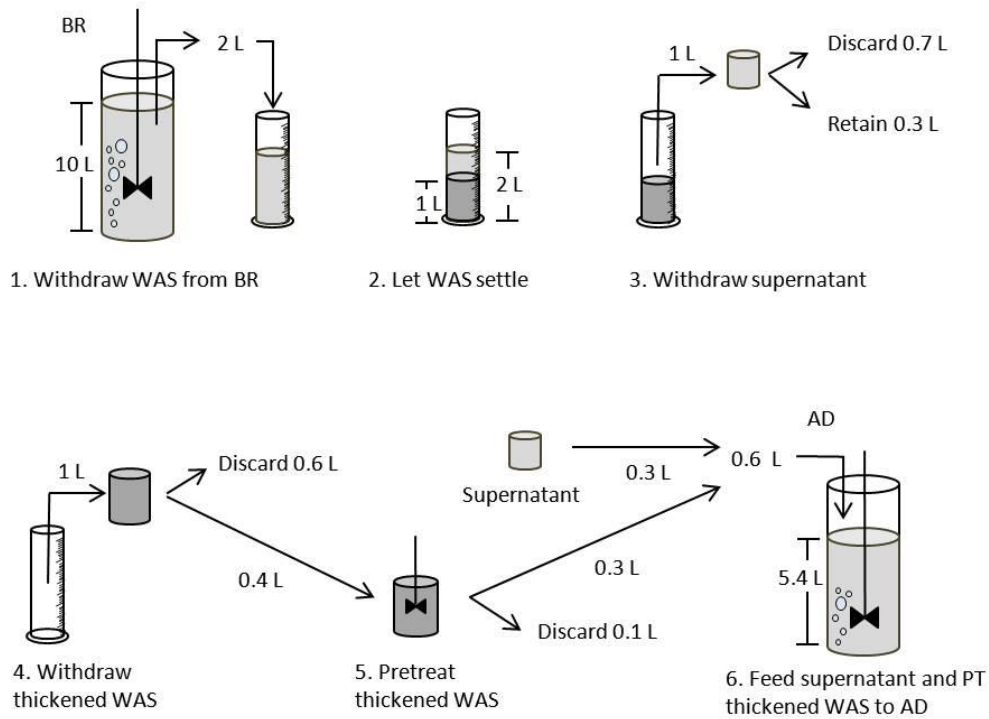 BR
2 L
10 L
1. Withdraw WAS from BR
1 L
2 L
2. Let WAS settle
1 L
Discard 0.7 L
Retain 0.3 L
3. Withdraw supernatant
1 L
Discard 0.6 L
0.4 L
4. Withdraw
thickened WAS
Supernatant
0.3 L
0.3 L
Discard 0.1 L
5. Pretreat
thickened WAS
AD
0.6 L
5.4 L
6. Feed supernatant and PT
thickened WAS to AD